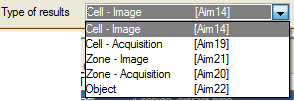 Type of results Cell - Image [Aim14]
Cell - Image [Aim14]
Cell - Acquisition [Aim19]
Zone - Image [Aim21]
Zone - Acquisition [Aim20]
Object [Aim22]